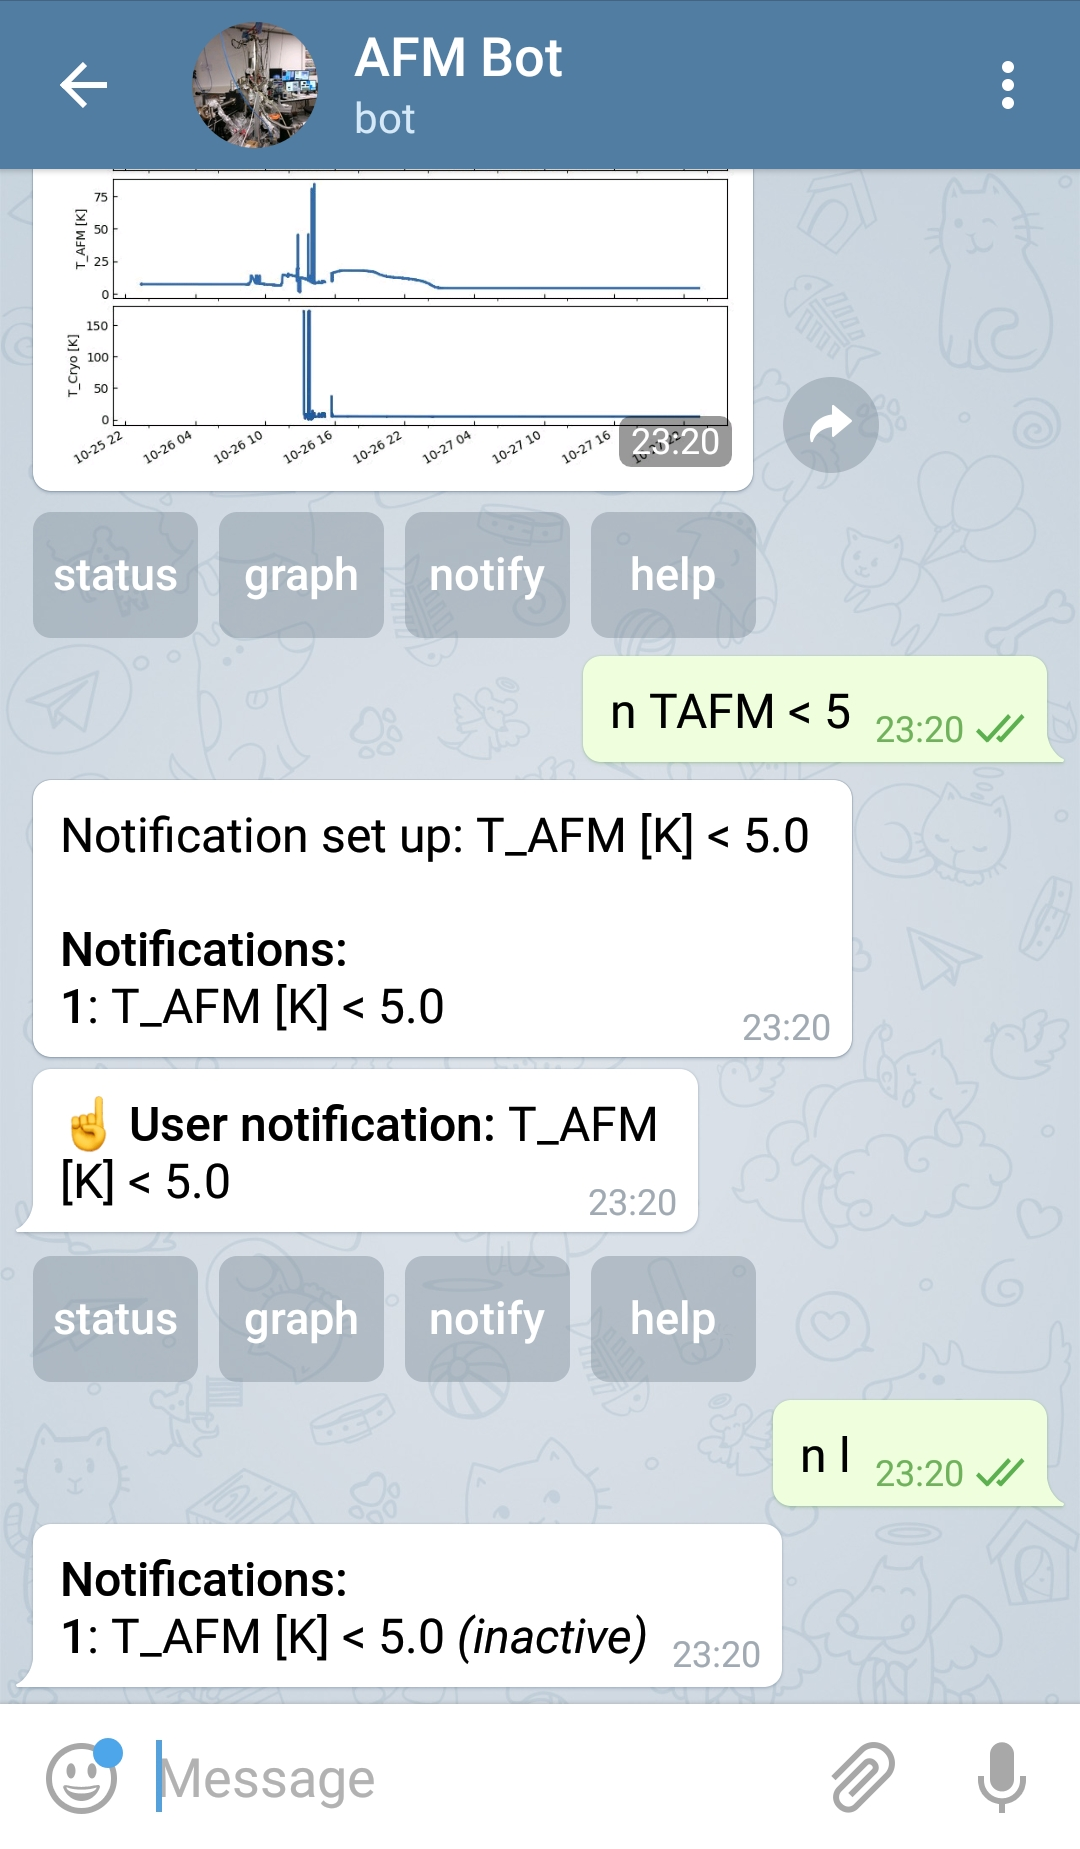 AFM Bot
bot
75
50
25
0
T_AFM [K]
150
100
50
0
T_Cryo [K]
10-25 22
10-26 04
10-26 10
10-26 16
10-26 22
10-27 04
10-27 10
10-27 16
23:20
status graph notify help
n TAFM < 5 23:20
Notification set up: T_AFM [K] < 5.0
Notifications:
1: T_AFM [K] < 5.0
23:20
☝ User notification: T_AFM
[K] < 5.0
23:20
status graph notify help
n l 23:20
Notifications:
1: T_AFM [K] < 5.0 (inactive) 23:20
Message